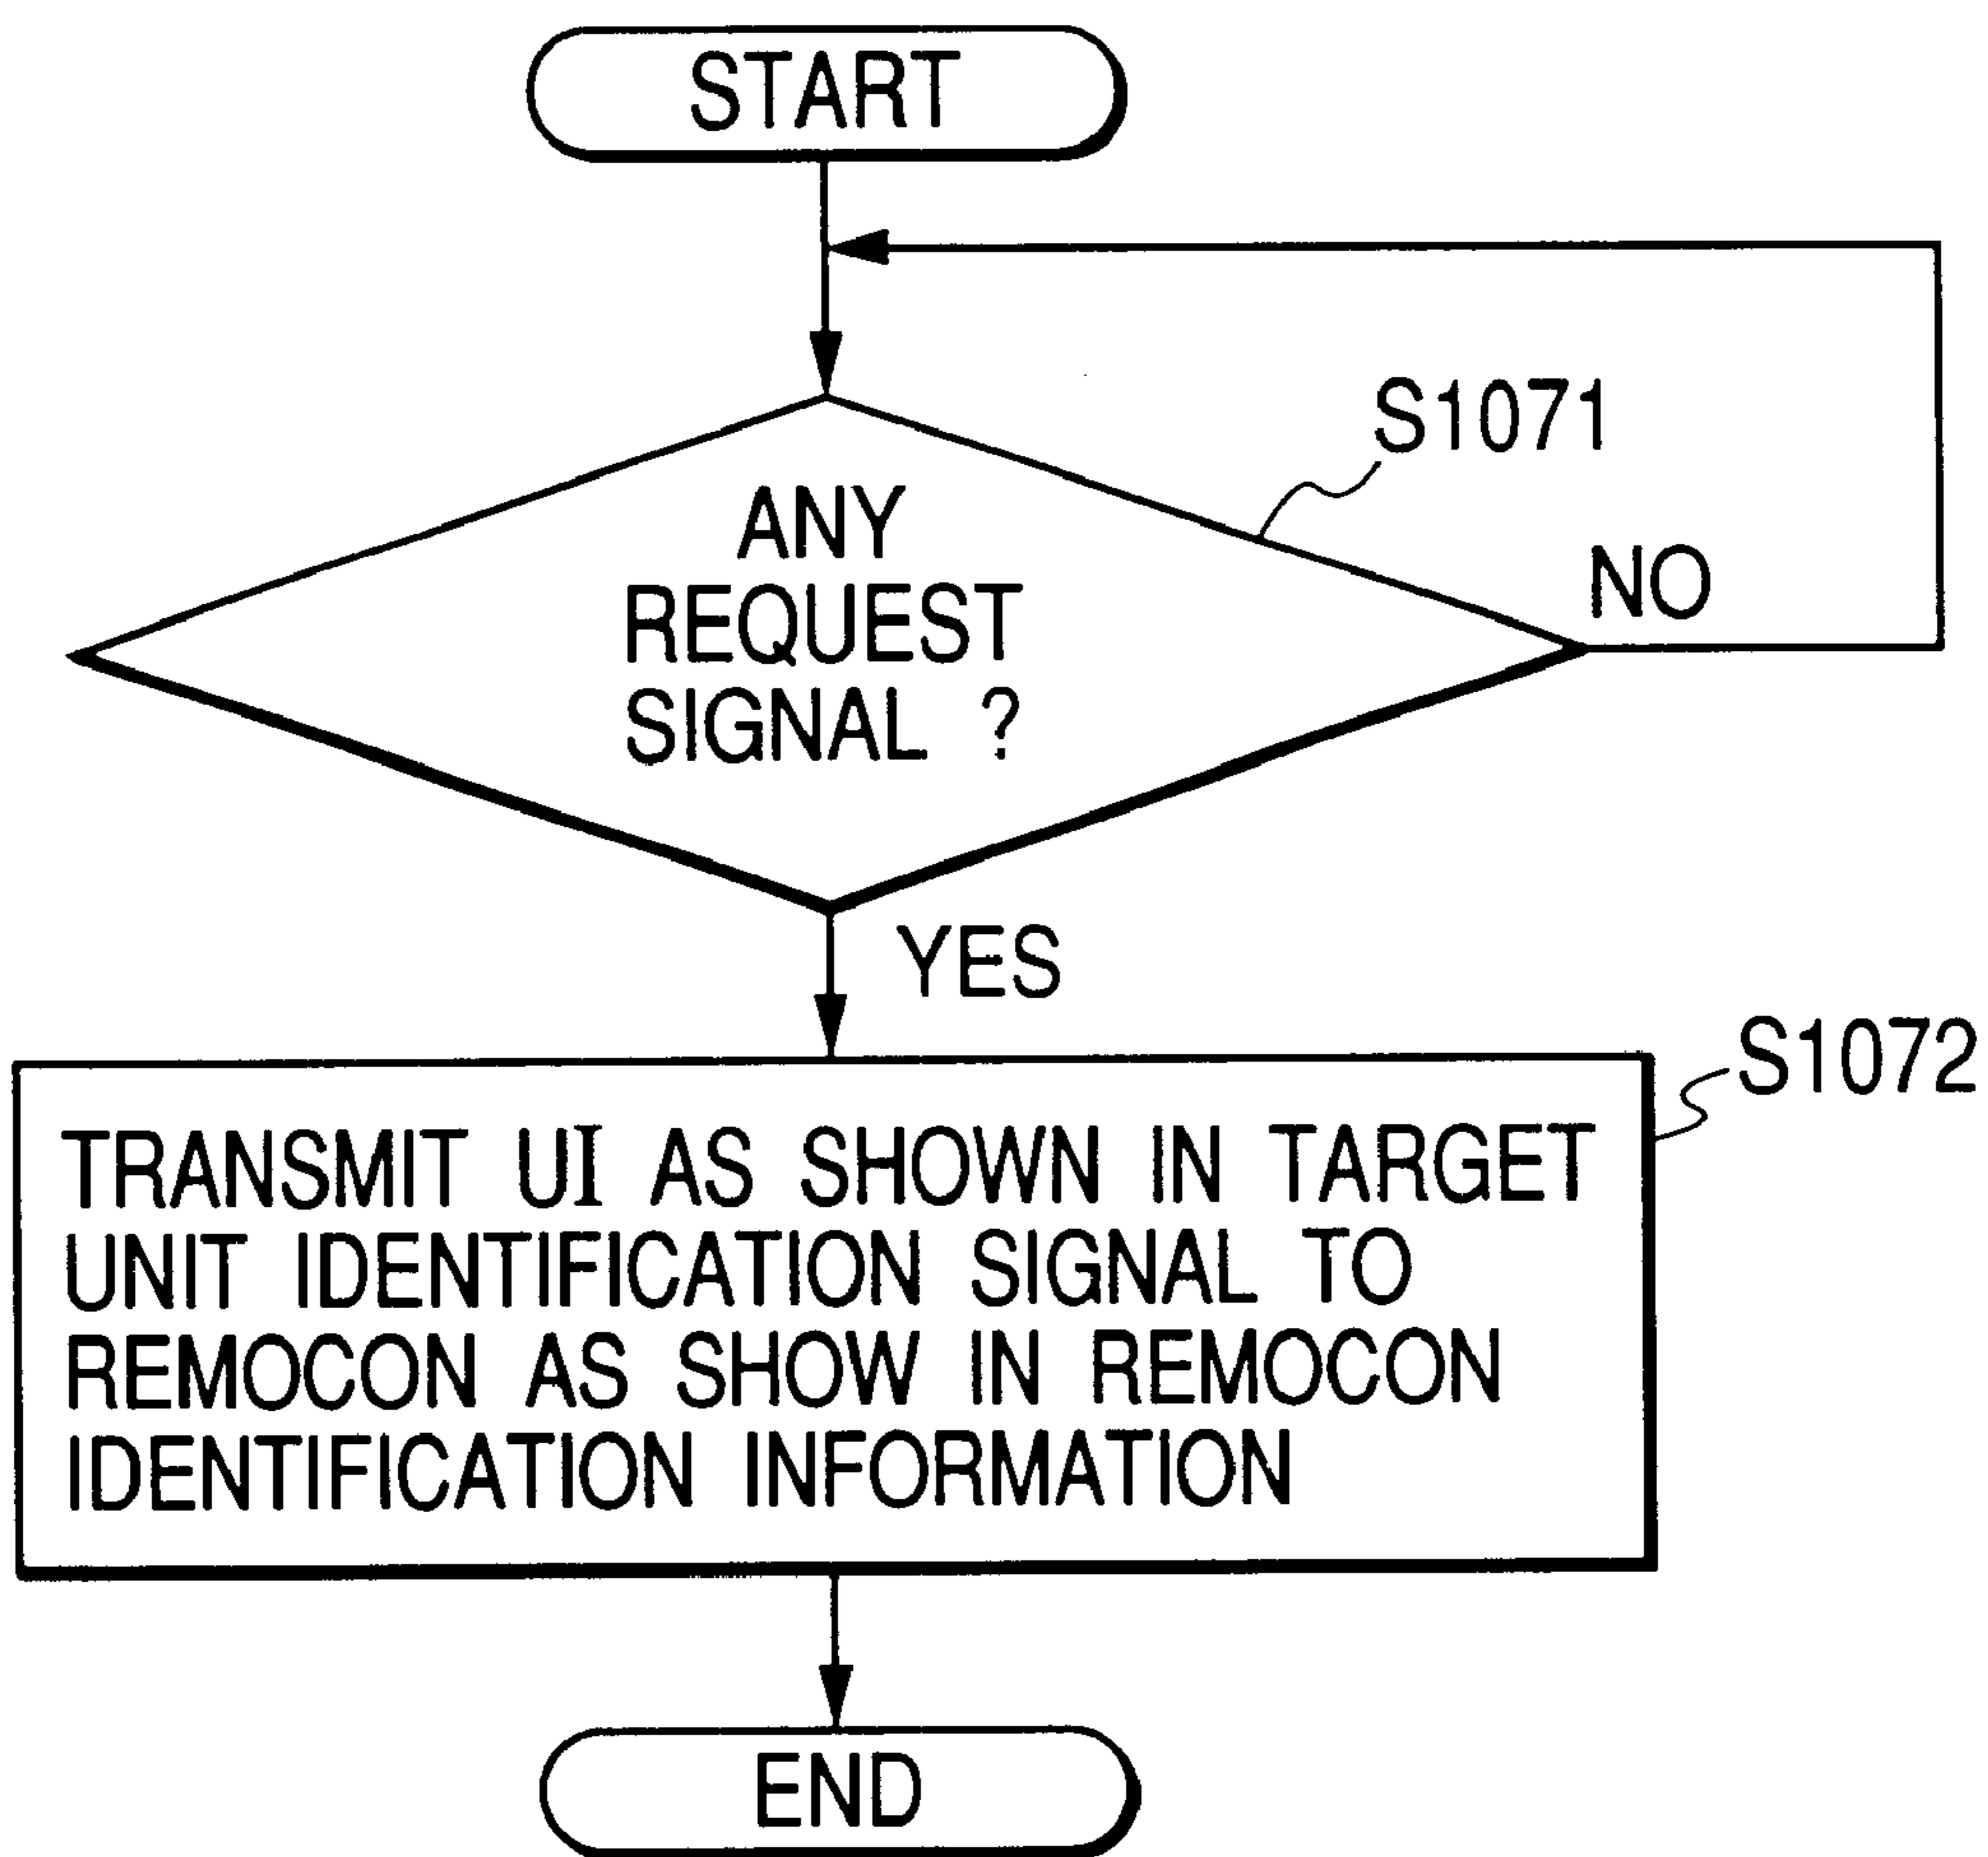 START
S1071
ANY
REQUEST
SIGNAL ?
NO
YES
S1072
TRANSMIT UI AS SHOWN IN TARGET
UNIT IDENTIFICATION SIGNAL TO
REMOCON AS SHOW IN REMOCON
IDENTIFICATION INFORMATION
END